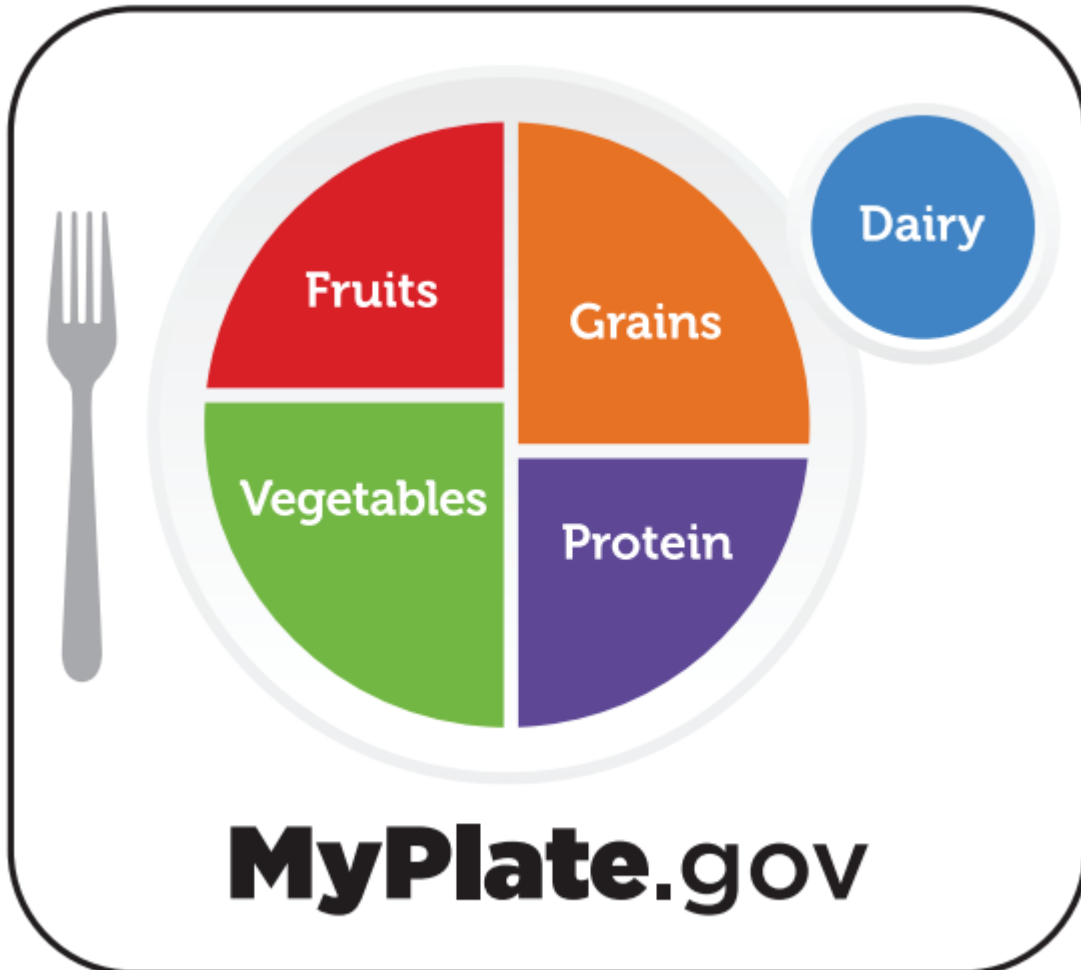 Fruits
Grains
Dairy
Vegetables
Protein
MyPlate.gov